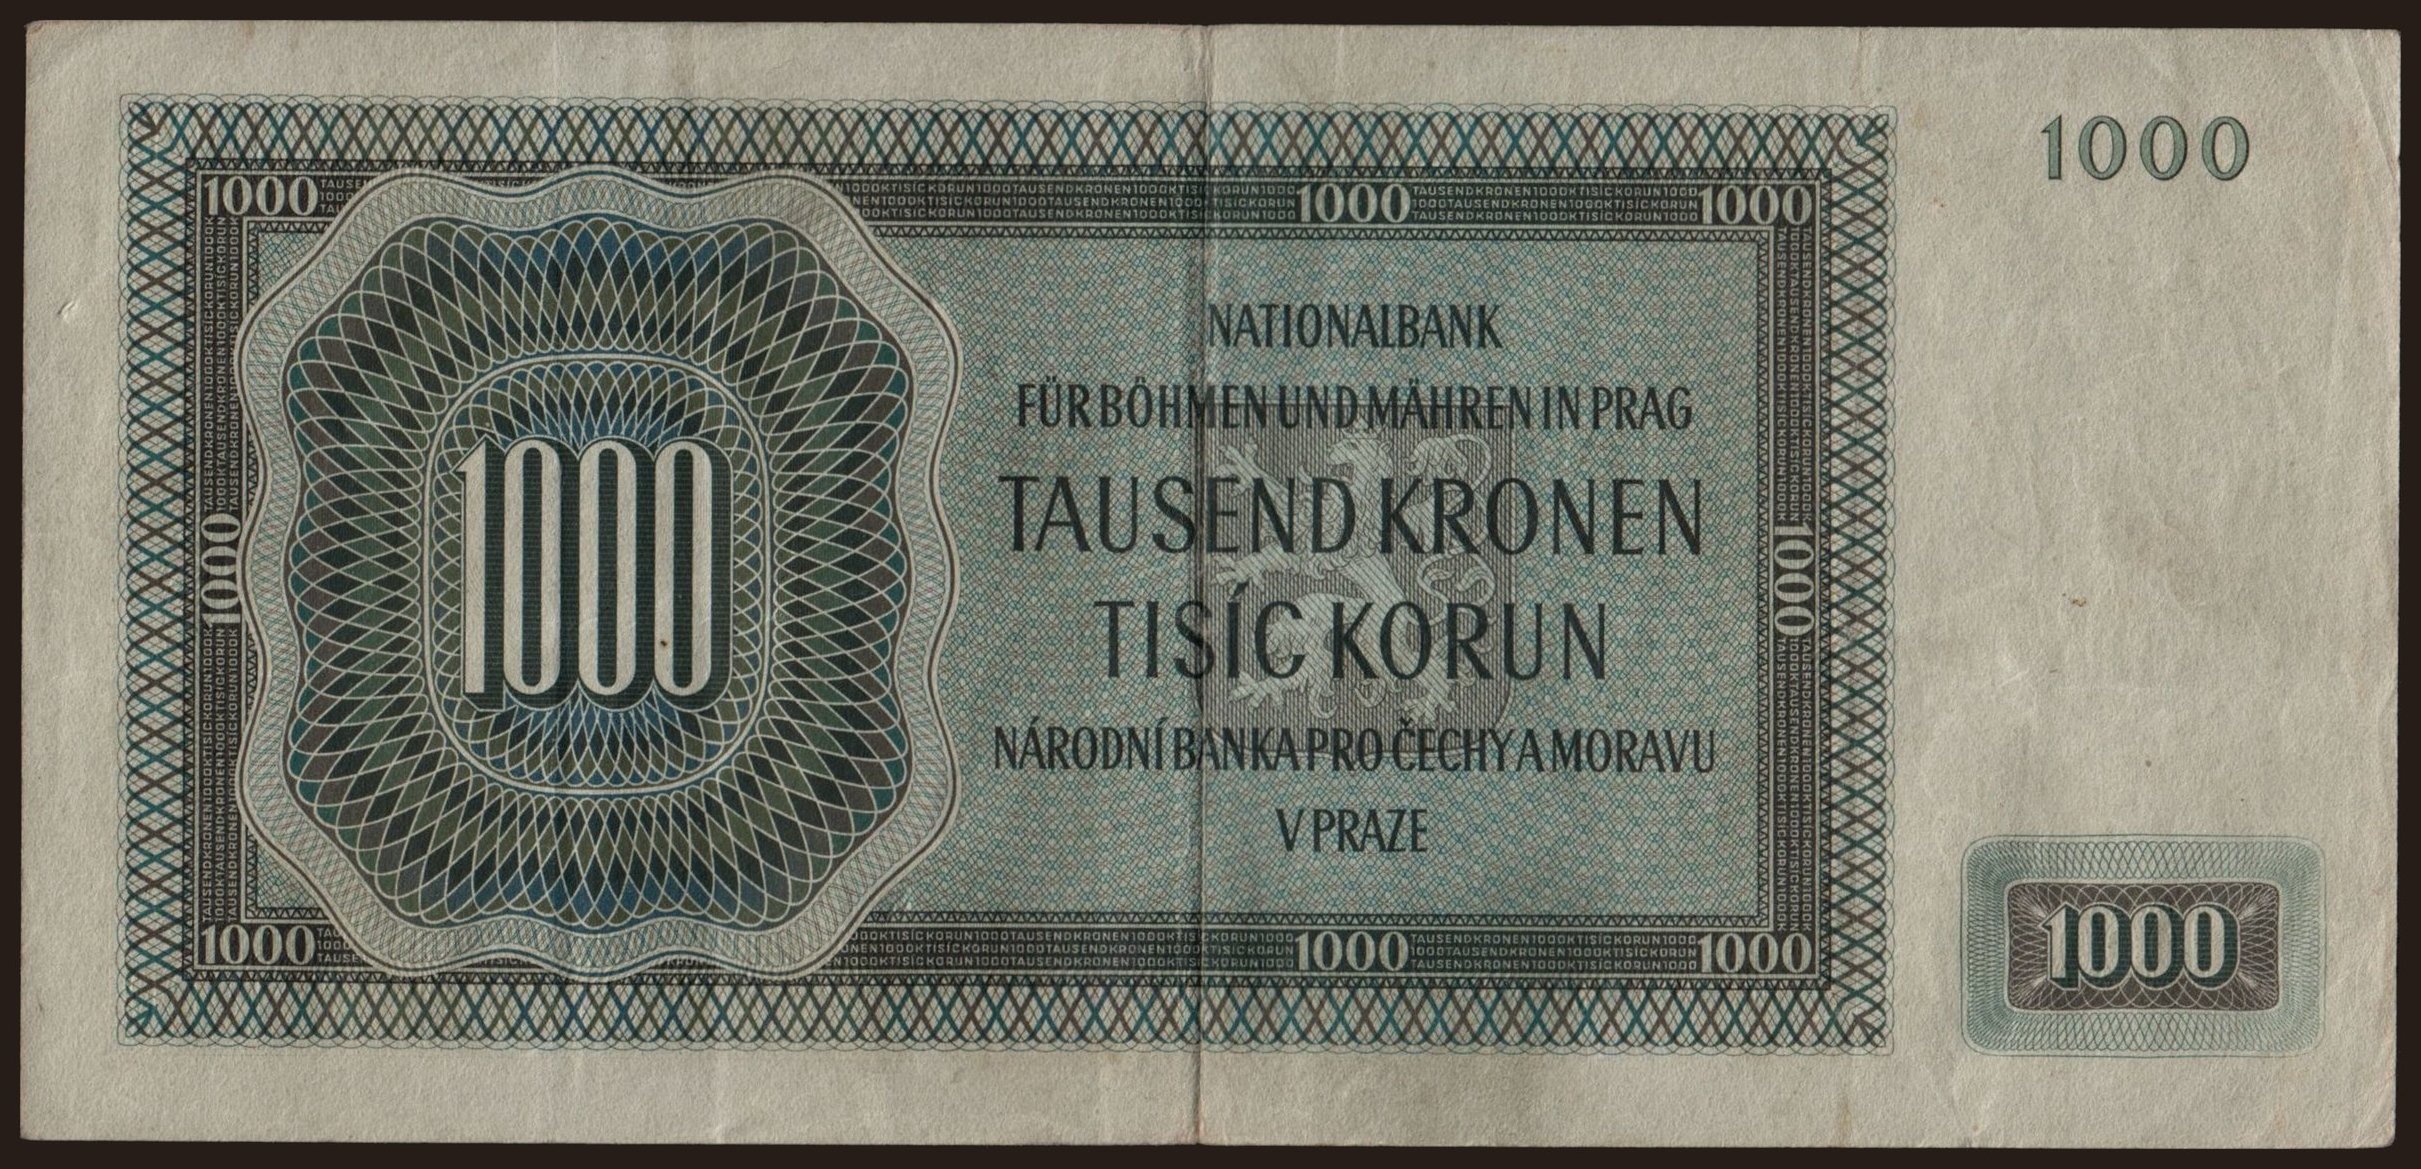 1000
1000
1000
1000
NATIONALBANK
FÜR BÖHMEN UND MÄHREN IN PRAG
TAUSEND KRONEN
TISÍC KORUN
NÁRODNÍ BANKA PRO ČECHY A MORAVU
V PRAZE
1000
1000
1000
1000
1000
1000
1000